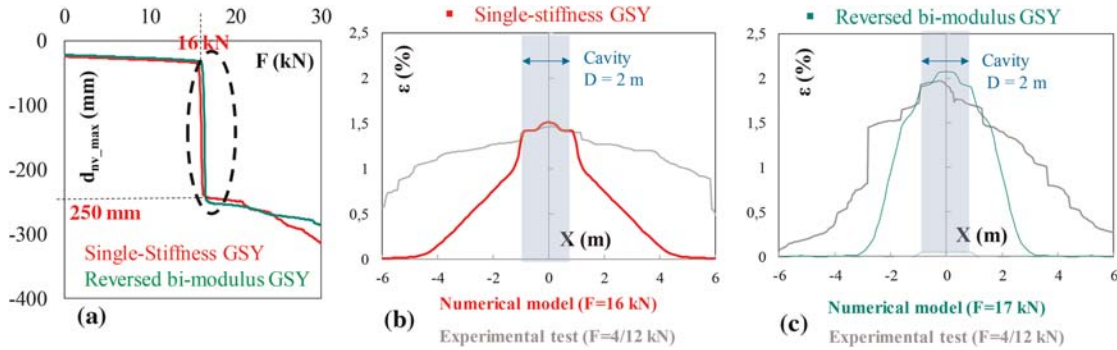 0 10 20 30
16 kN
F (kN)
0
-100
-200
-300
-400
d_nv_max (mm)
250 mm
Single-Stiffness GSY
Reversed bi-modulus GSY
(a)
Single-stiffness GSY
2,5
2
1,5
1
0,5
0
ε (%)
Cavity
D = 2 m
X (m)
-6 -4 -2 0 2 4 6
Numerical model (F=16 kN)
Experimental test (F=4/12 kN)
(b)
Reversed bi-modulus GSY
2,5
2
1,5
1
0,5
0
ε (%)
Cavity
D = 2 m
X (m)
-6 -4 -2 0 2 4 6
Numerical model (F=17 kN)
Experimental test (F=4/12 kN)
(c)